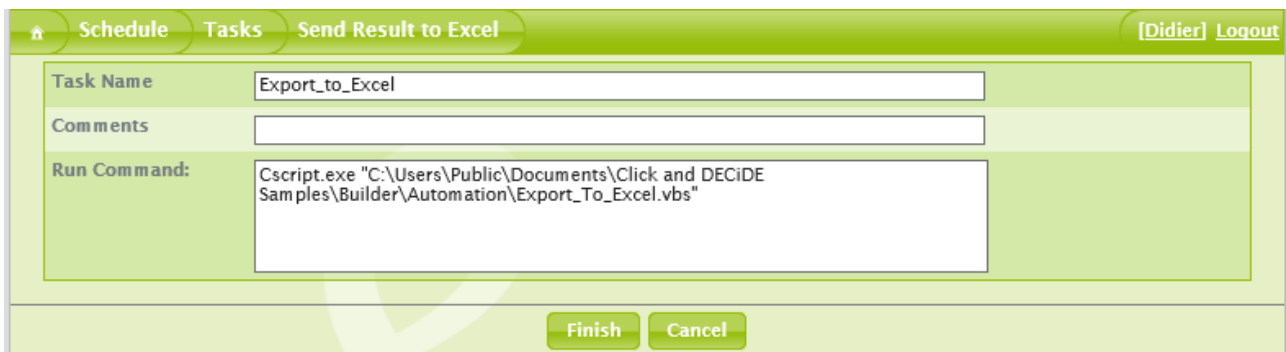 Schedule Tasks Send Result to Excel [Didier] Logout
Task Name Export_to_Excel
Comments
Run Command: Cscript.exe "C:\Users\Public\Documents\Click and DECiDE
Samples\Builder\Automation\Export_To_Excel.vbs"
Finish Cancel